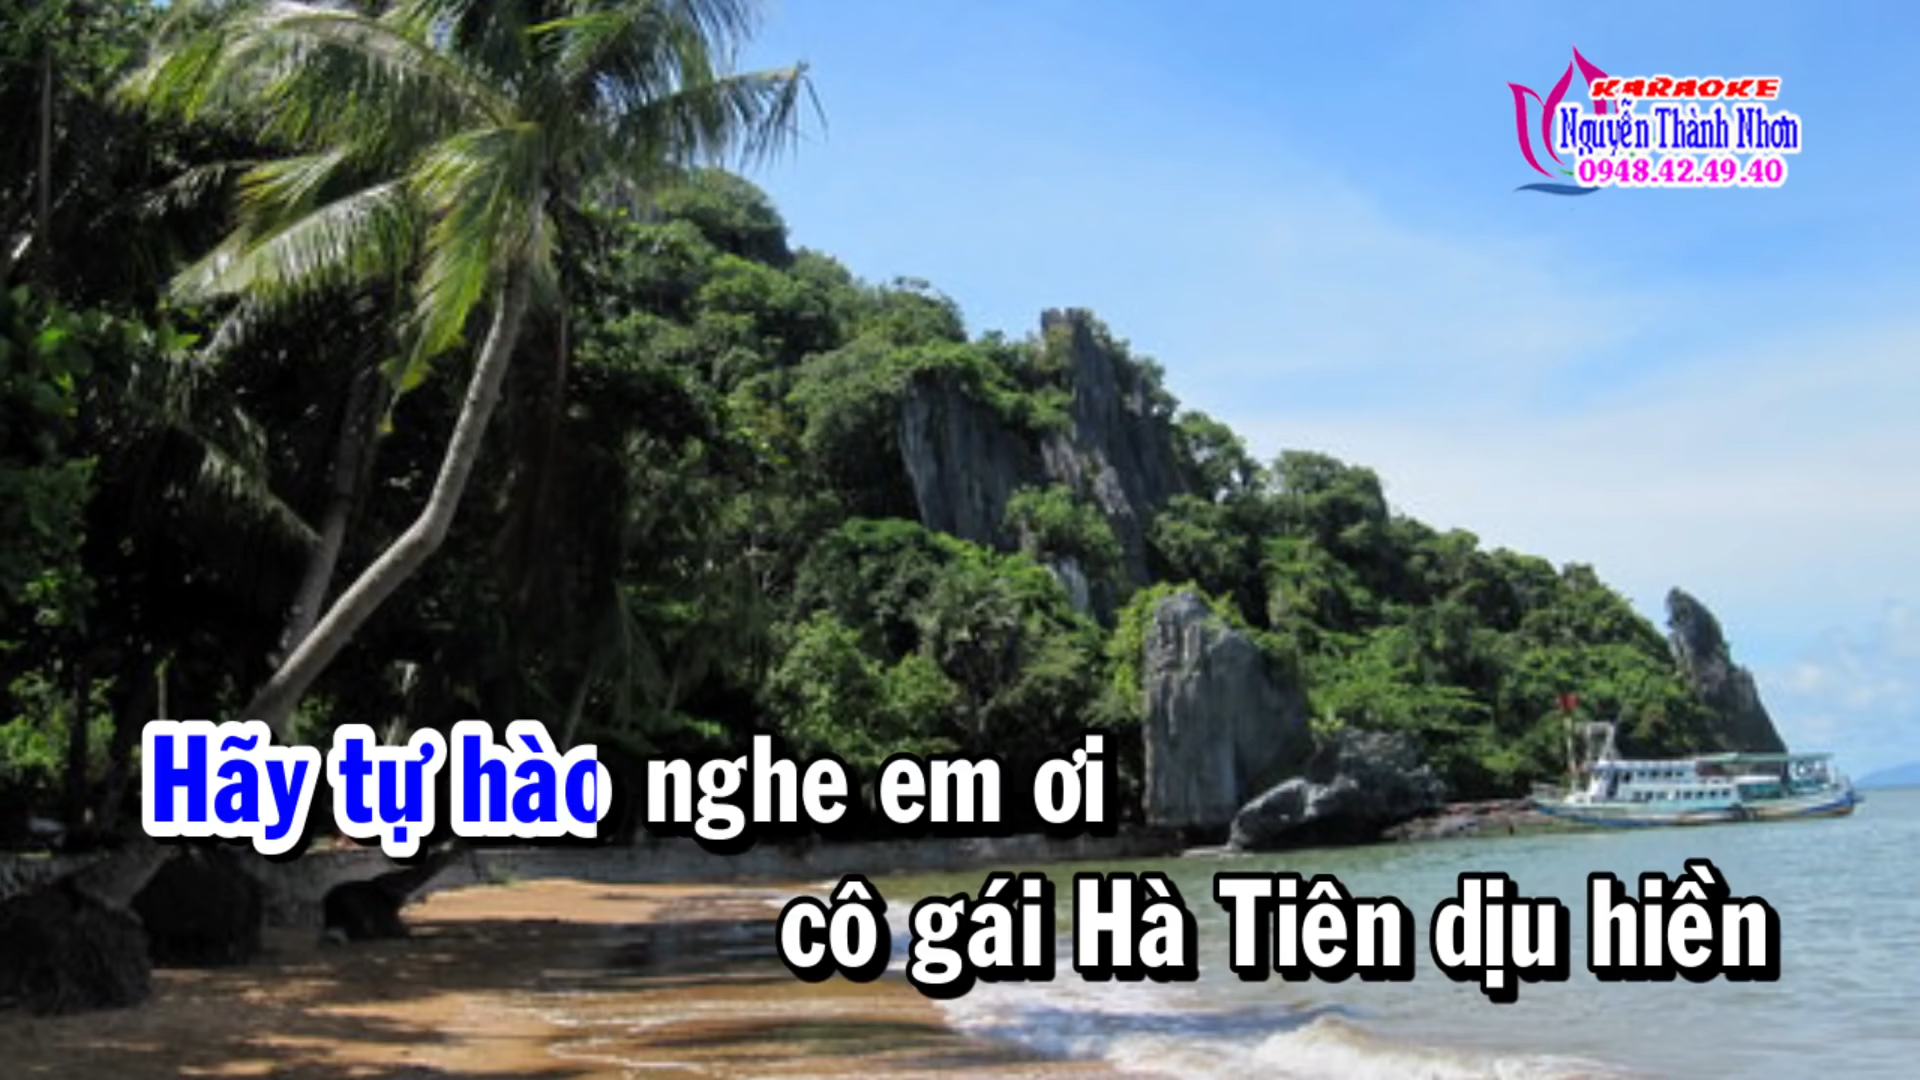 KARAOKE
Nguyễn Thành Nhơn
0948.42.49.40
Hãy tự hào nghe em ơi
cô gái Hà Tiên dịu hiền